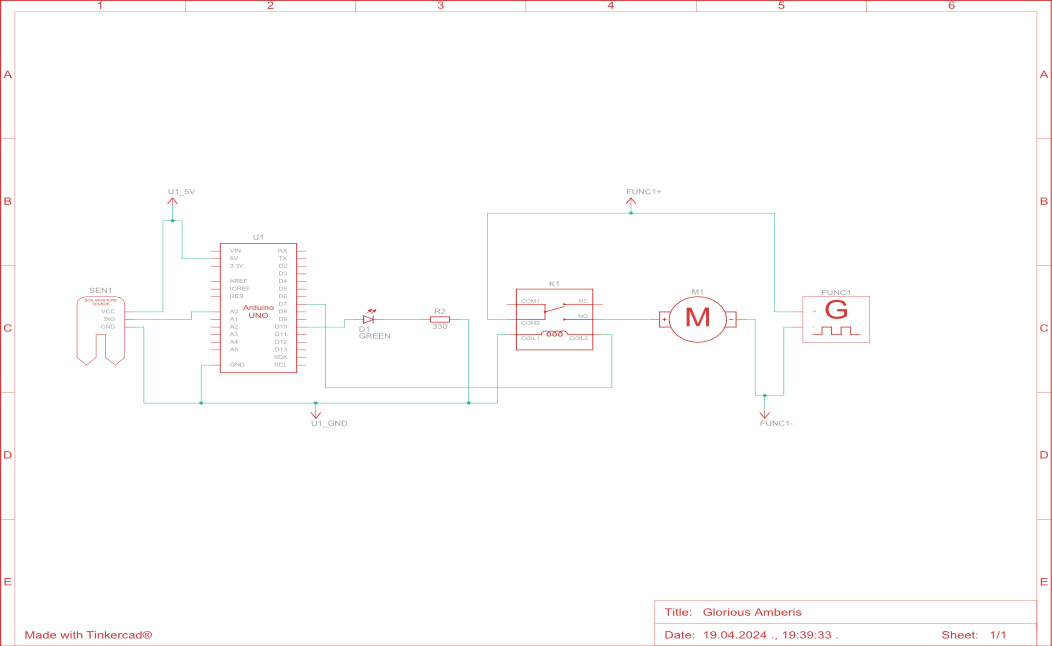 1 2 3 4 5 6
A A
B B
C C
D D
E E
U1_5V
FUNC1+
U1
VIN RX
5V TX
3.3V D2
D3
AREF D4
IOREF D5
RES D6
D7
A0 D8
A1 D9
A2 D10
A3 D11
A4 D12
A5 D13
SDA
GND SCL
Arduino
UNO
SEN1
SOIL MOISTURE
SENSOR
VCC
SIG
GND
D1
GREEN
R2
330
K1
COM1 NC
NO
COM2
COIL1 COIL2
M1
M
+ -
FUNC1
G
+
-
U1_GND
FUNC1-
Title: Glorious Amberis
Made with Tinkercad®
Date: 19.04.2024 ., 19:39:33 .
Sheet: 1/1